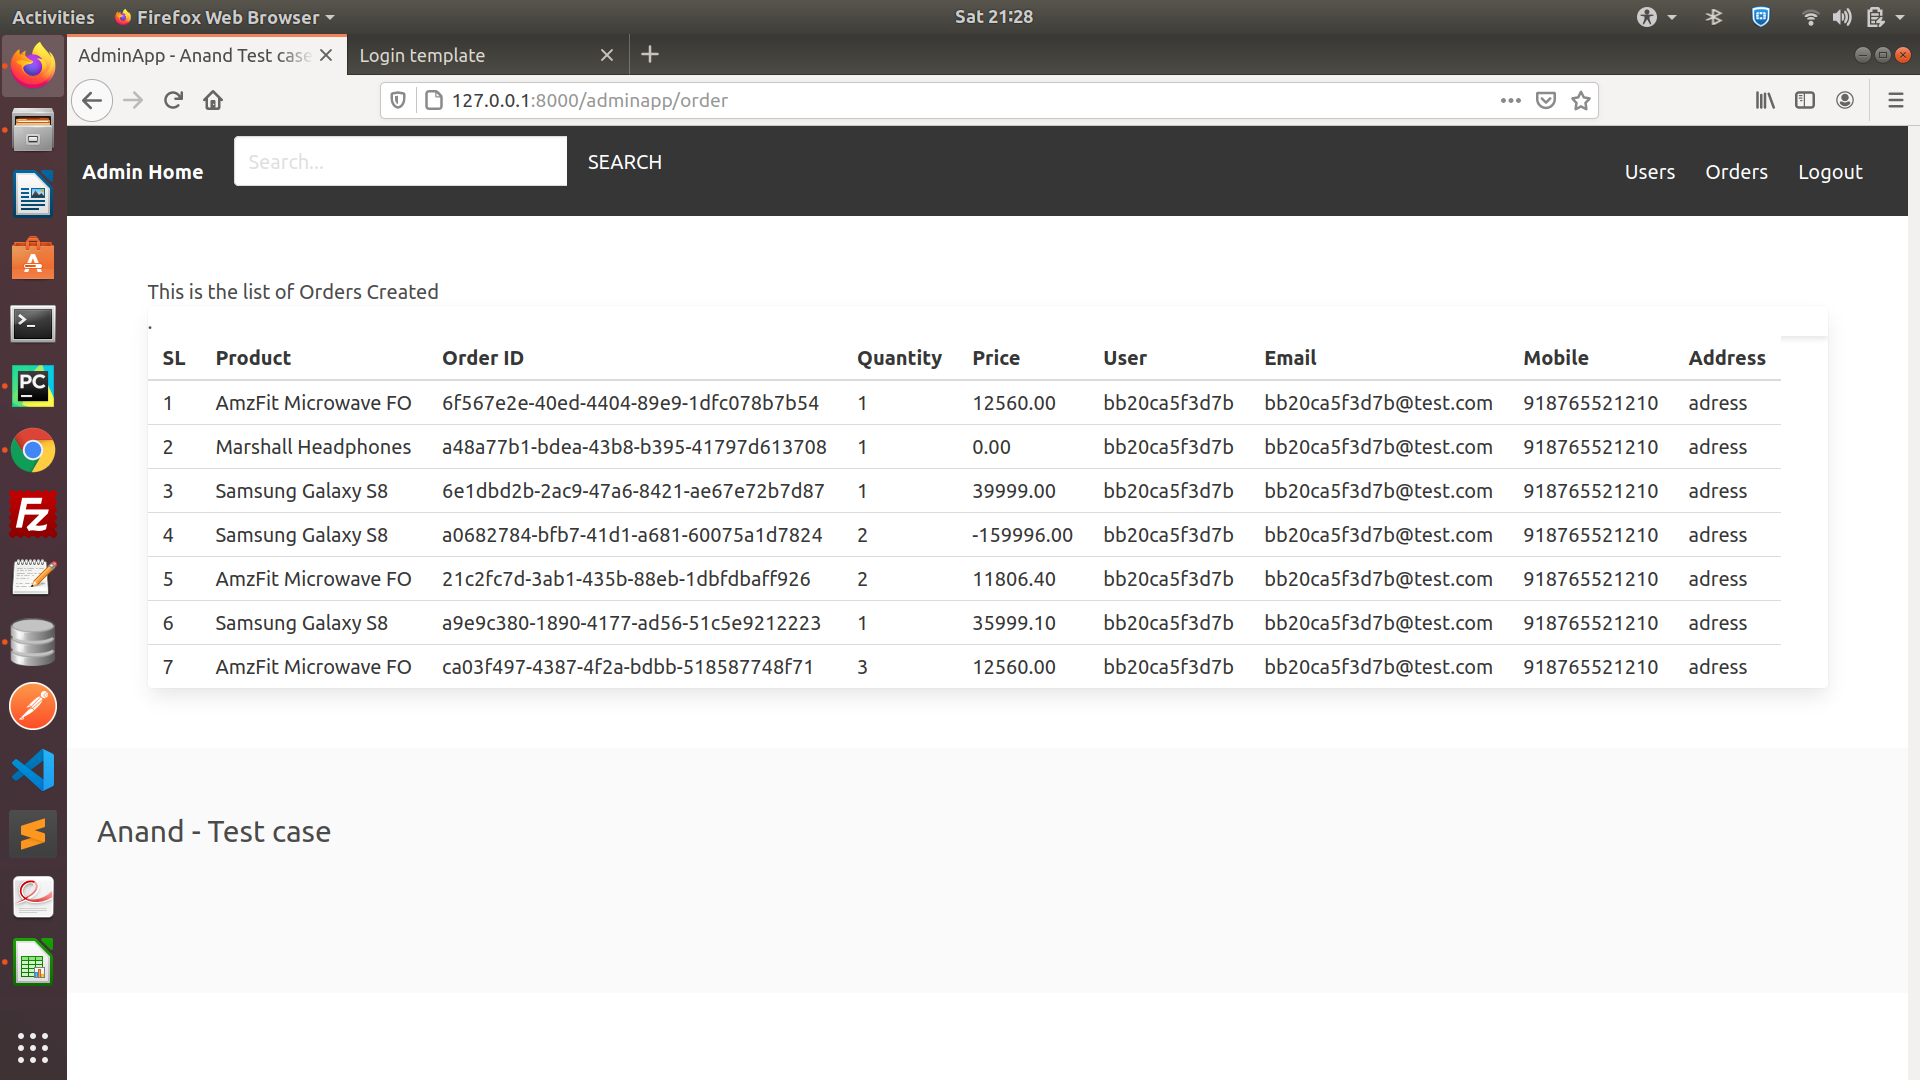 Activities Firefox Web Browser Sat 21:28
AdminApp - Anand Test case Login template
127.0.0.1:8000/adminapp/order
Admin Home Search... SEARCH Users Orders Logout
This is the list of Orders Created
.
SL Product Order ID Quantity Price User Email Mobile Address
1 AmzFit Microwave FO 6f567e2e-40ed-4404-89e9-1dfc078b7b54 1 12560.00 bb20ca5f3d7b bb20ca5f3d7b@test.com 918765521210 adress
2 Marshall Headphones a48a77b1-bdea-43b8-b395-41797d613708 1 0.00 bb20ca5f3d7b bb20ca5f3d7b@test.com 918765521210 adress
3 Samsung Galaxy S8 6e1dbd2b-2ac9-47a6-8421-ae67e72b7d87 1 39999.00 bb20ca5f3d7b bb20ca5f3d7b@test.com 918765521210 adress
4 Samsung Galaxy S8 a0682784-bfb7-41d1-a681-60075a1d7824 2 -159996.00 bb20ca5f3d7b bb20ca5f3d7b@test.com 918765521210 adress
5 AmzFit Microwave FO 21c2fc7d-3ab1-435b-88eb-1dbfdbaff926 2 11806.40 bb20ca5f3d7b bb20ca5f3d7b@test.com 918765521210 adress
6 Samsung Galaxy S8 a9e9c380-1890-4177-ad56-51c5e9212223 1 35999.10 bb20ca5f3d7b bb20ca5f3d7b@test.com 918765521210 adress
7 AmzFit Microwave FO ca03f497-4387-4f2a-bdbb-518587748f71 3 12560.00 bb20ca5f3d7b bb20ca5f3d7b@test.com 918765521210 adress
Anand - Test case